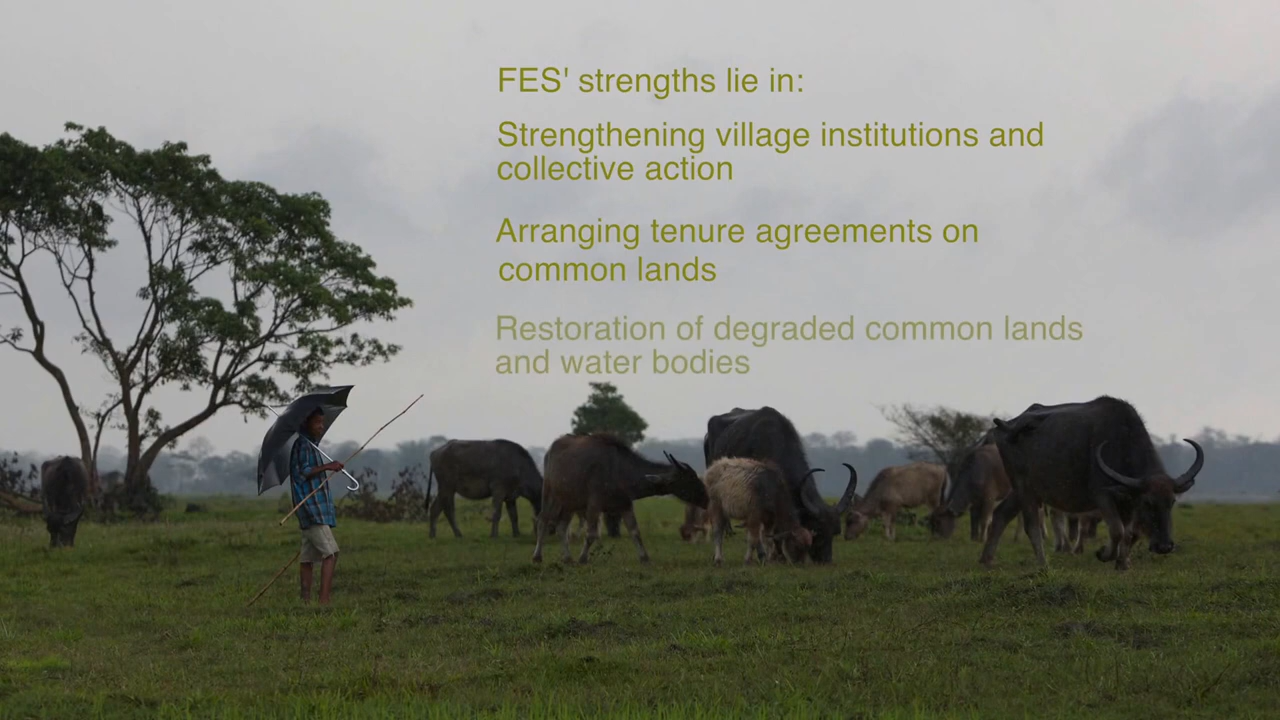 FES' strengths lie in:
Strengthening village institutions and
collective action
Arranging tenure agreements on
common lands
Restoration of degraded common lands
and water bodies